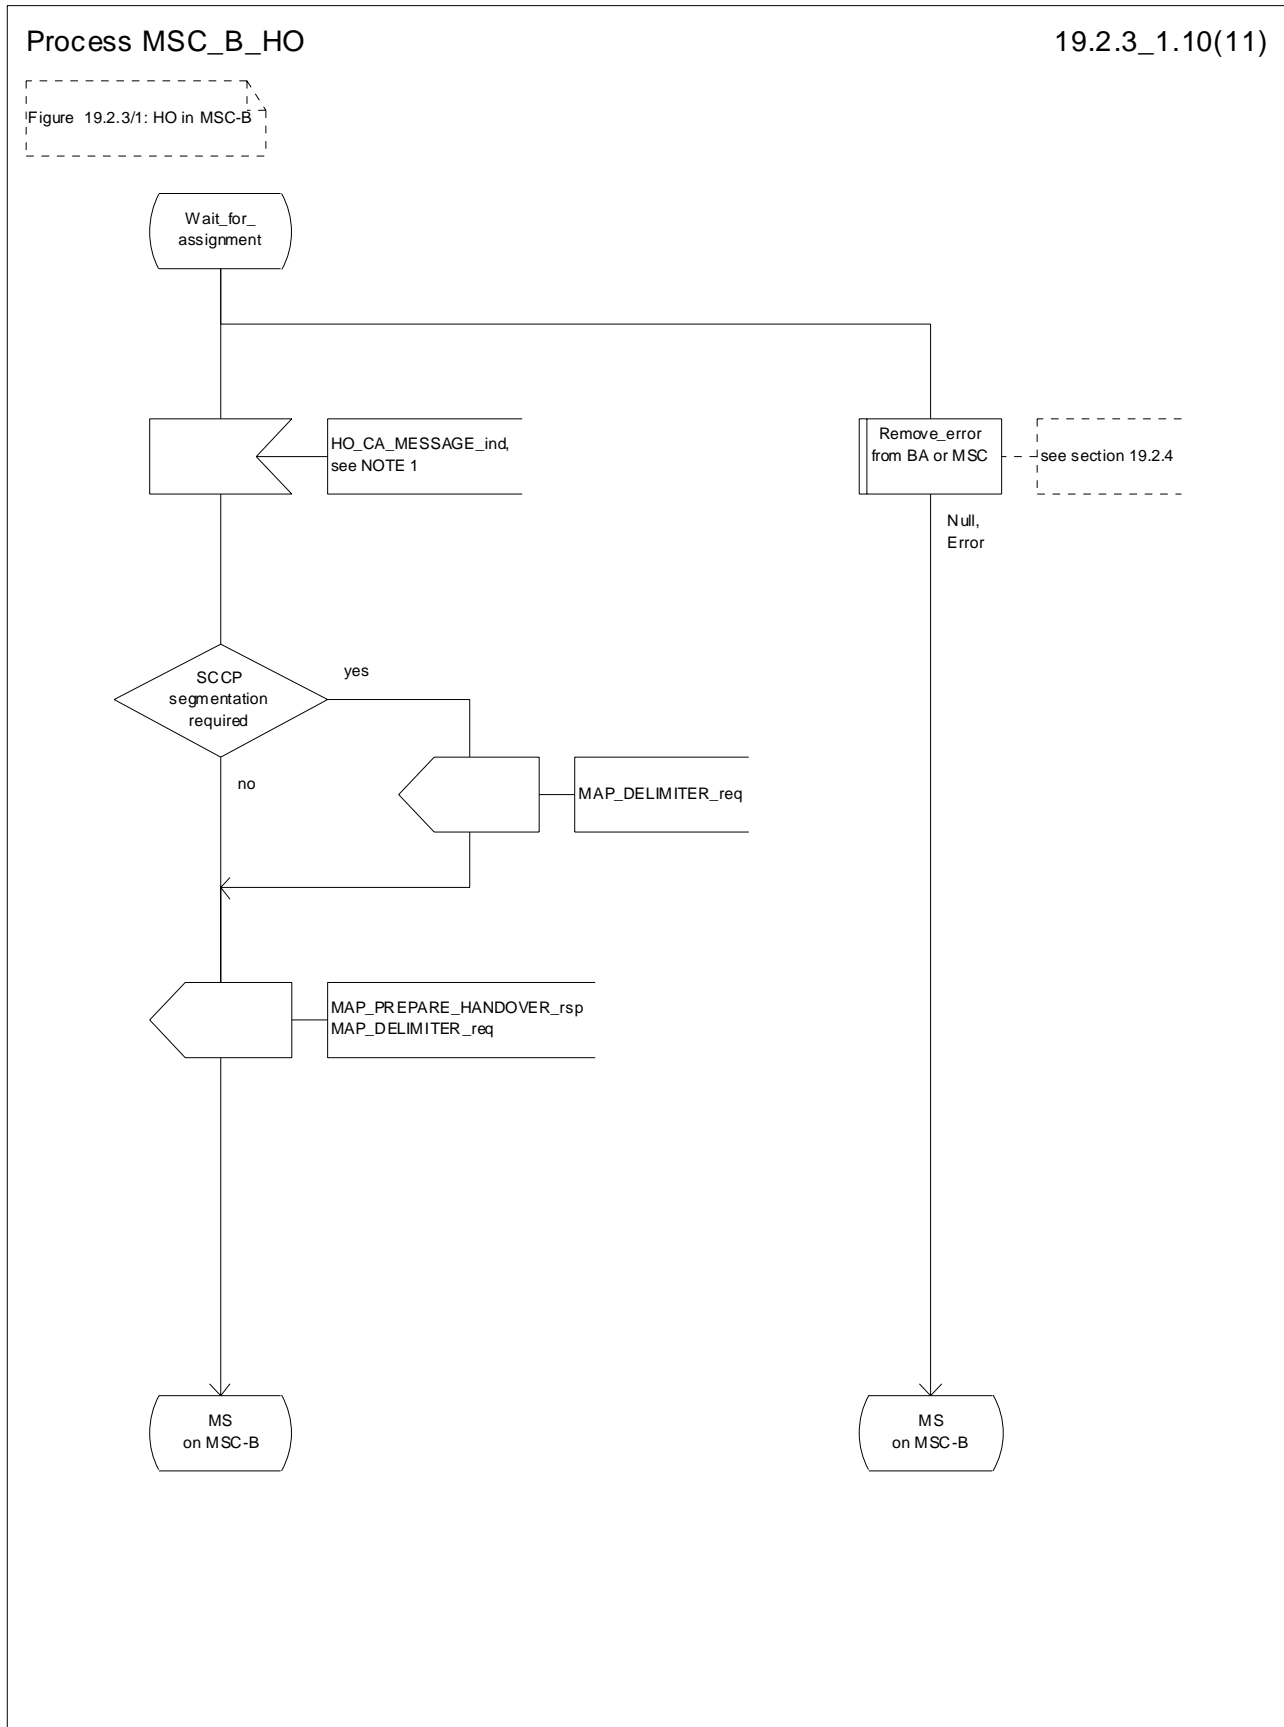 Process MSC_B_HO
19.2.3_1.10(11)
Figure 19.2.3/1: HO in MSC-B
Wait_for_
assignment
HO_CA_MESSAGE_ind,
see NOTE 1
Remove_error
from BA or MSC
see section 19.2.4
Null,
Error
SCCP
segmentation
required
yes
no
MAP_DELIMITER_req
MAP_PREPARE_HANDOVER_rsp
MAP_DELIMITER_req
MS
on MSC-B
MS
on MSC-B